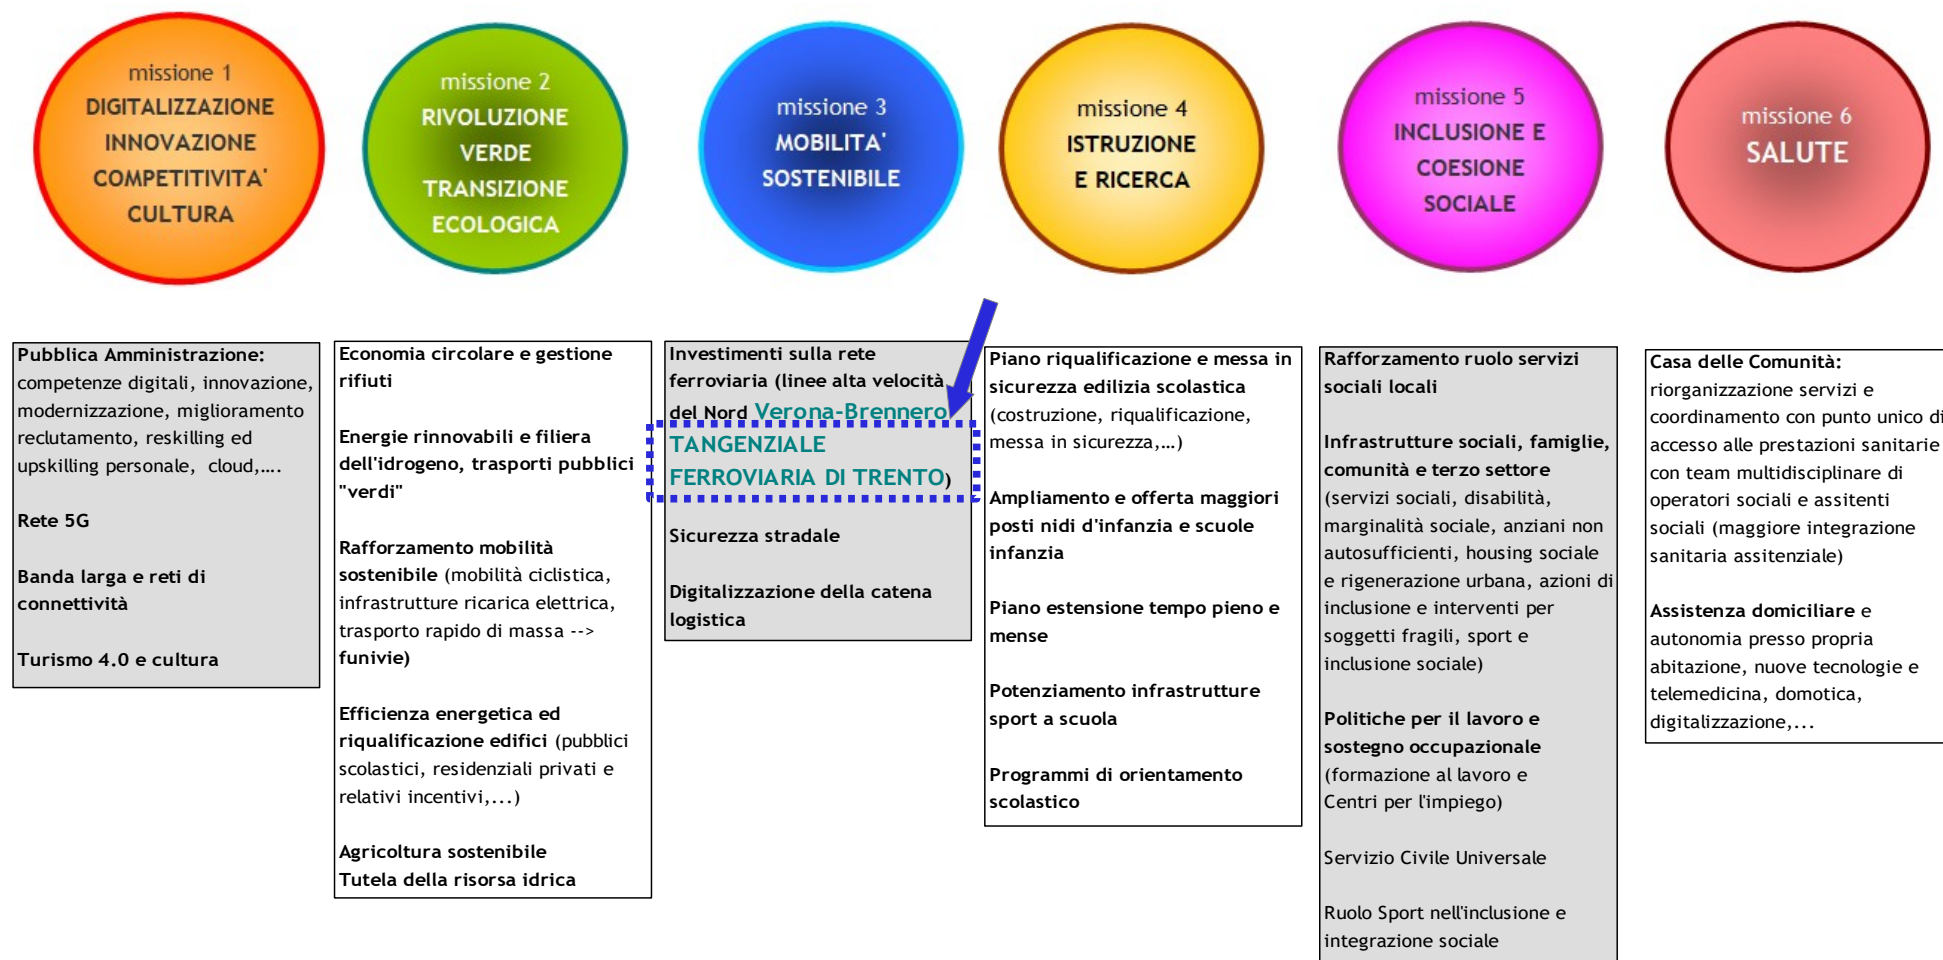 missione 1
DIGITALIZZAZIONE
INNOVAZIONE
COMPETITIVITA'
CULTURA
missione 2
RIVOLUZIONE
VERDE
TRANSIZIONE
ECOLOGICA
missione 3
MOBILITA'
SOSTENIBILE
missione 4
ISTRUZIONE
E RICERCA
missione 5
INCLUSIONE E
COESIONE
SOCIALE
missione 6
SALUTE
Pubblica Amministrazione:
competenze digitali, innovazione,
modernizzazione, miglioramento
reclutamento, reskilling ed
upskilling personale, cloud,….
Rete 5G
Banda larga e reti di
connettività
Turismo 4.0 e cultura
Economia circolare e gestione
rifiuti
Energie rinnovabili e filiera
dell'idrogeno, trasporti pubblici
"verdi"
Rafforzamento mobilità
sostenibile (mobilità ciclistica,
infrastrutture ricarica elettrica,
trasporto rapido di massa -->
funivie)
Efficienza energetica ed
riqualificazione edifici (pubblici
scolastici, residenziali privati e
relativi incentivi,...)
Agricoltura sostenibile
Tutela della risorsa idrica
Investimenti sulla rete
ferroviaria (linee alta velocità
del Nord Verona-Brennero
TANGENZIALE
FERROVIARIA DI TRENTO)
Sicurezza stradale
Digitalizzazione della catena
logistica
Piano riqualificazione e messa in
sicurezza edilizia scolastica
(costruzione, riqualificazione,
messa in sicurezza,…)
Ampliamento e offerta maggiori
posti nidi d'infanzia e scuole
infanzia
Piano estensione tempo pieno e
mense
Potenziamento infrastrutture
sport a scuola
Programmi di orientamento
scolastico
Rafforzamento ruolo servizi
sociali locali
Infrastrutture sociali, famiglie,
comunità e terzo settore
(servizi sociali, disabilità,
marginalità sociale, anziani non
autosufficienti, housing sociale
e rigenerazione urbana, azioni di
inclusione e interventi per
soggetti fragili, sport e
inclusione sociale)
Politiche per il lavoro e
sostegno occupazionale
(formazione al lavoro e
Centri per l'impiego)
Servizio Civile Universale
Ruolo Sport nell'inclusione e
integrazione sociale
Casa delle Comunità:
riorganizzazione servizi e
coordinamento con punto unico di
accesso alle prestazioni sanitarie
con team multidisciplinare di
operatori sociali e assitenti
sociali (maggiore integrazione
sanitaria assitenziale)
Assistenza domiciliare e
autonomia presso propria
abitazione, nuove tecnologie e
telemedicina, domotica,
digitalizzazione,...